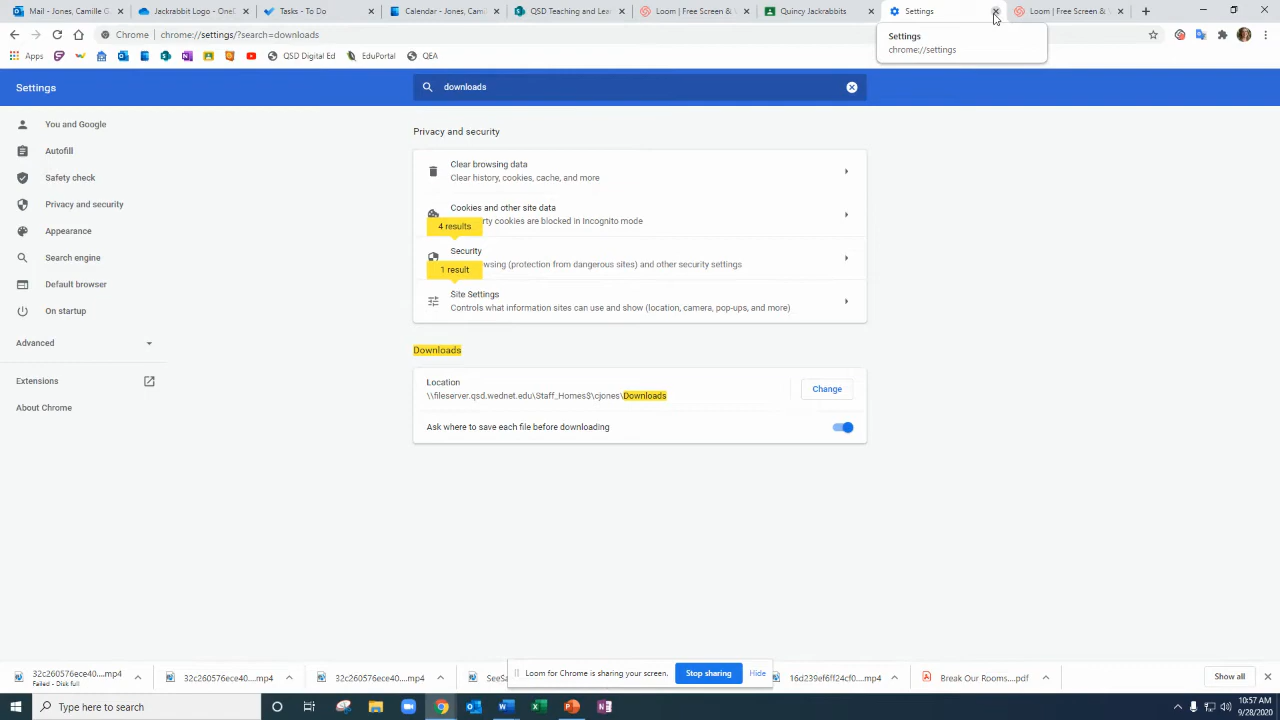 Mail - Jones, Camille G
Jackrabbit Logo - OneD
Tasks - To Do
Calendar - Jones, Camil
QSD Teaching and Lear
Loom | Free Screen & V
Quincy Jackrabbits
Settings
Loom | Free Screen & V
Chrome | chrome://settings/?search=downloads
Settings
chrome://settings
Apps
QSD Digital Ed
EduPortal
QEA
Settings
downloads
You and Google
Autofill
Safety check
Privacy and security
Appearance
Search engine
Default browser
On startup
Advanced
Extensions
About Chrome
Privacy and security
Clear browsing data
Clear history, cookies, cache, and more
Cookies and other site data
rty cookies are blocked in Incognito mode
4 results
Security
wsing (protection from dangerous sites) and other security settings
1 result
Site Settings
Controls what information sites can use and show (location, camera, pop-ups, and more)
Downloads
Location
\\fileserver.qsd.wednet.edu\Staff_Homes$\cjones\Downloads
Change
Ask where to save each file before downloading
32c260576ece40....mp4
Failed - Disk full
32c260576ece40....mp4
32c260576ece40....mp4
SeeSa
16d239ef6ff24cf0....mp4
Break Our Rooms....pdf
Show all
Loom for Chrome is sharing your screen.
Stop sharing
Hide
Type here to search
10:57 AM
9/28/2020